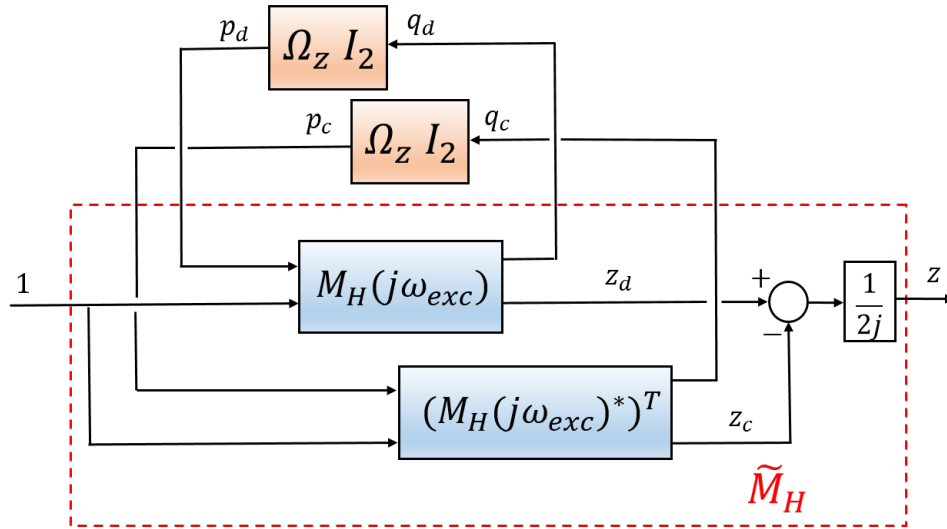 p_d
Ω_z I_2
q_d
p_c
Ω_z I_2
q_c
1
M_H(jω_exc)
z_d
+
−
1
2j
z
(M_H(jω_exc)^*)^T
z_c
M̃_H